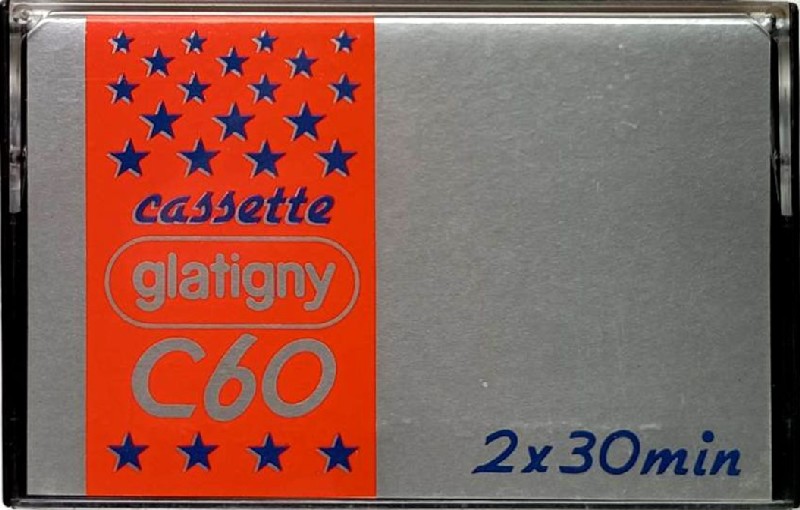 cassette
glatigny
C60
2x30min